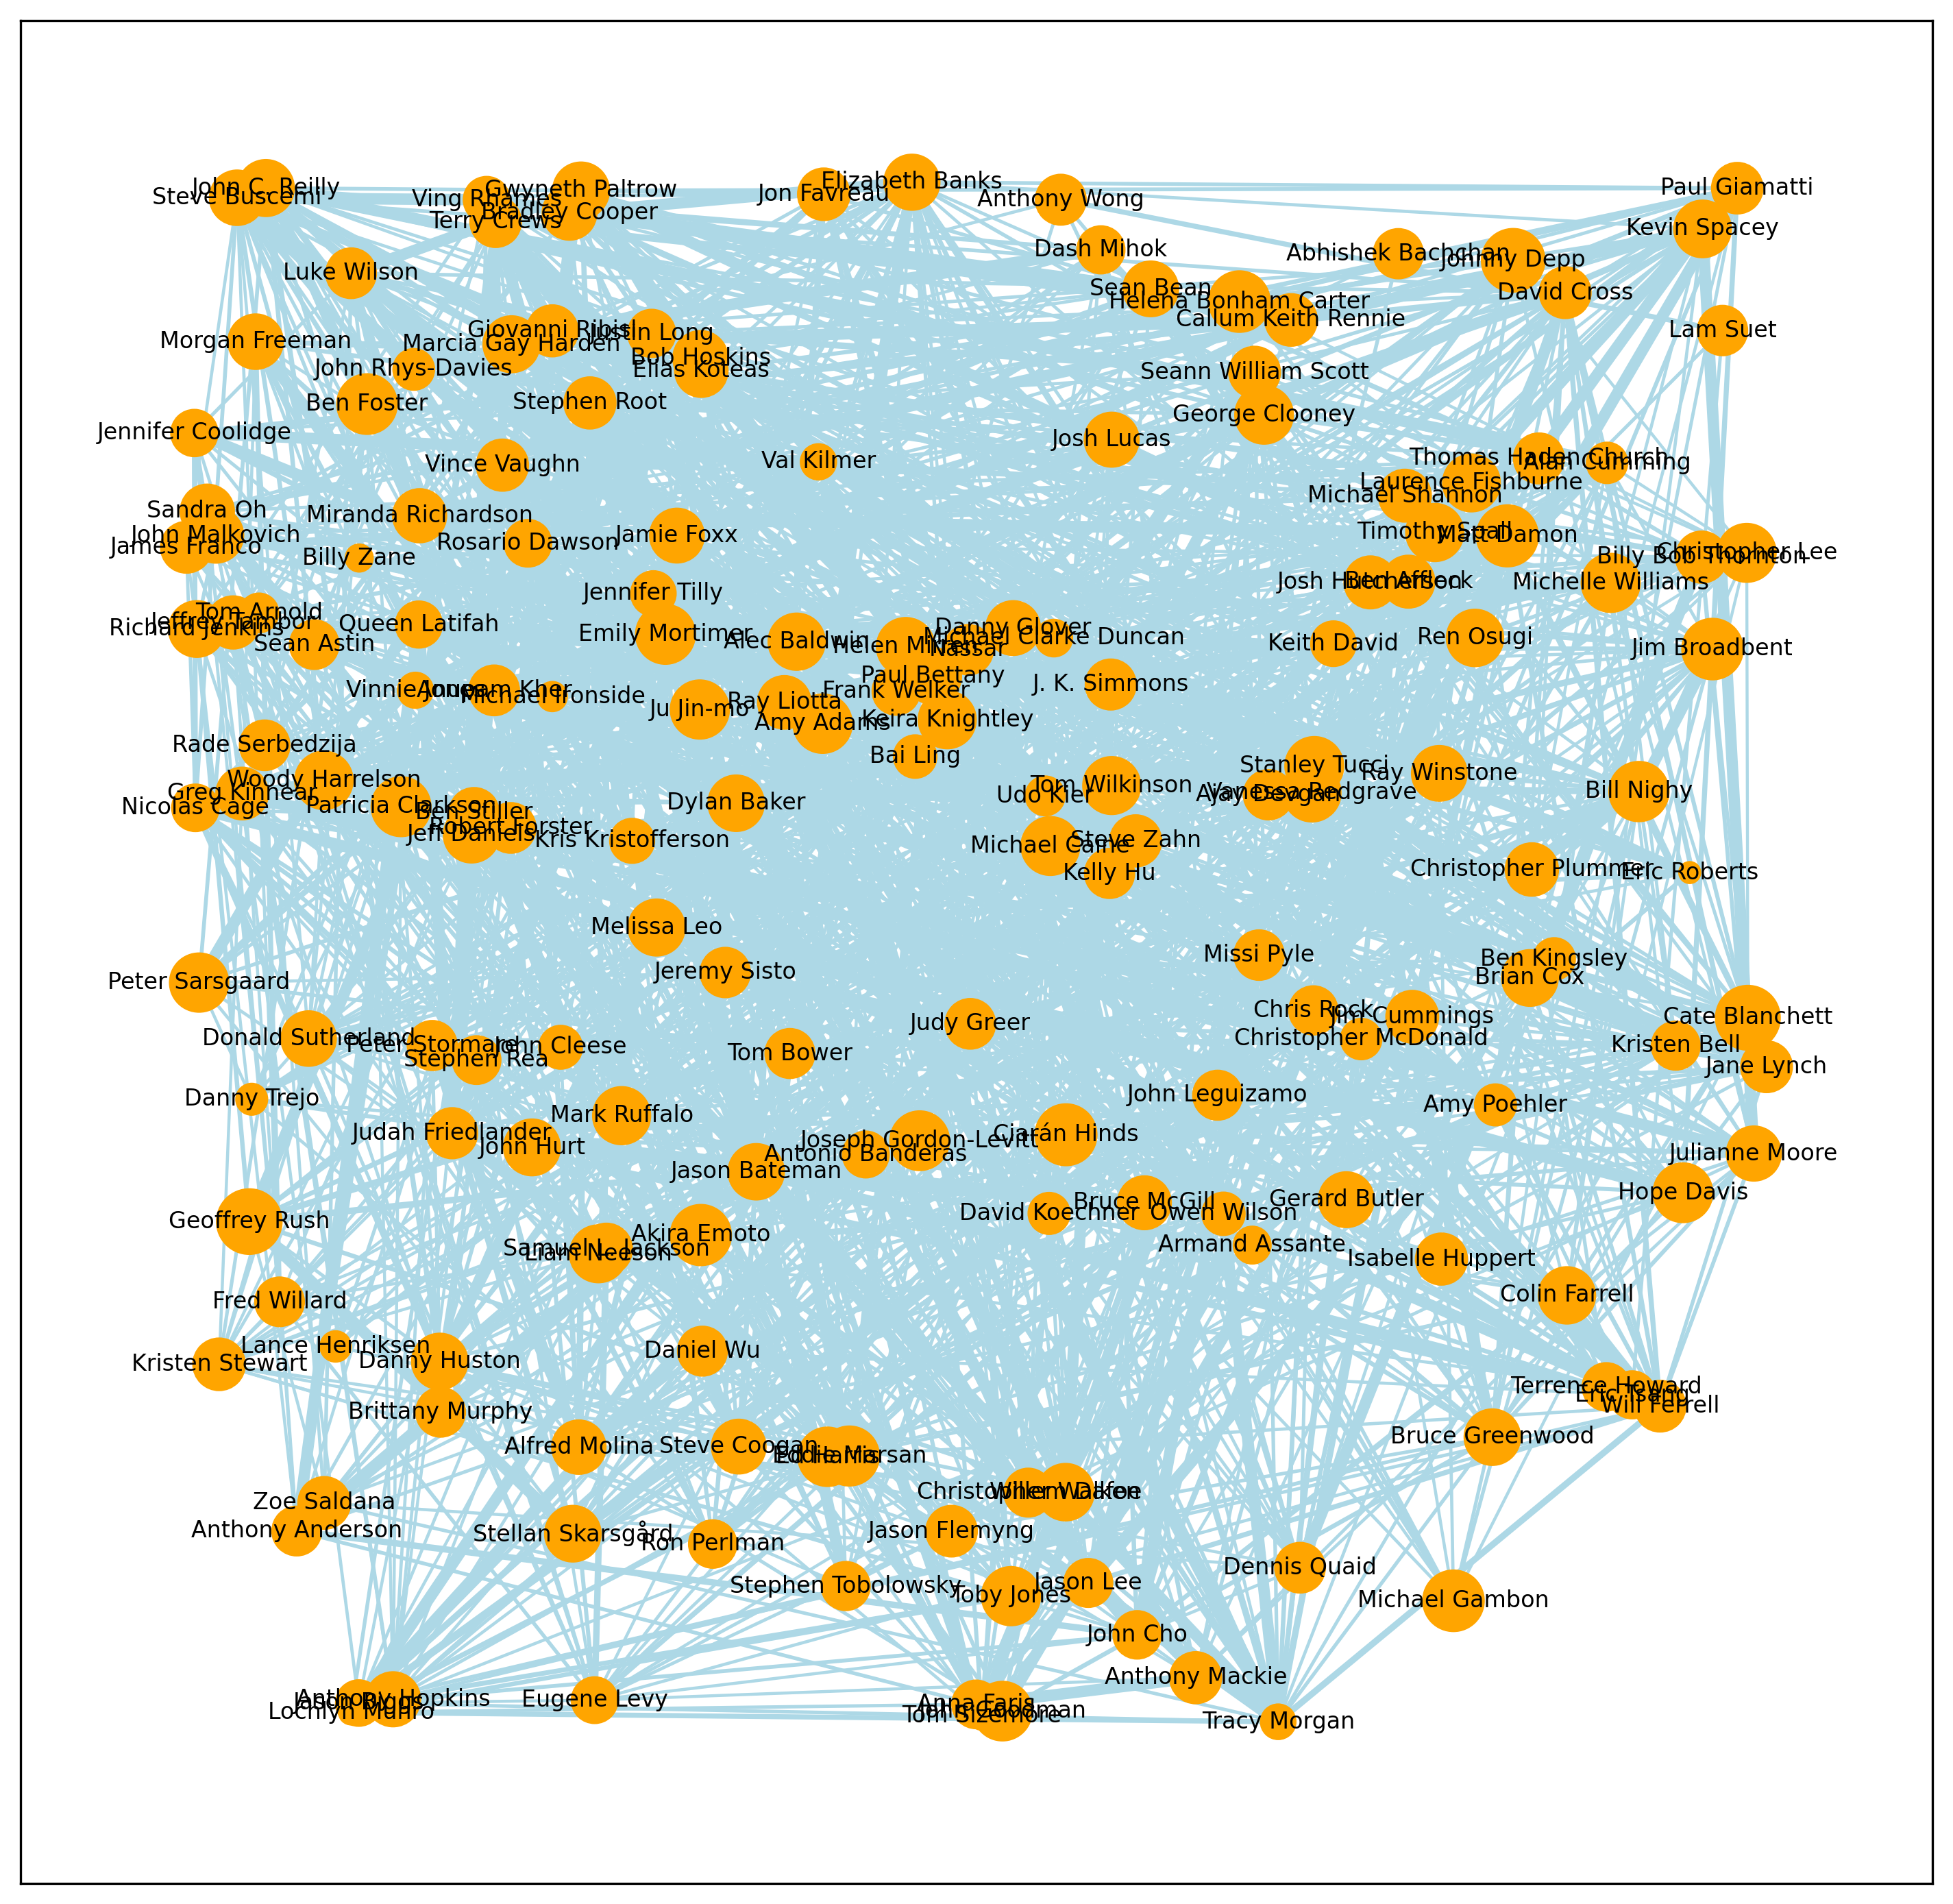 John C. Reilly
Steve Buscemi
Gwyneth Paltrow
Ving Rhames
Bradley Cooper
Terry Crews
Jon Favreau
Elizabeth Banks
Anthony Wong
Paul Giamatti
Kevin Spacey
Dash Mihok
Abhishek Bachchan
Johnny Depp
Luke Wilson
Sean Bean
Helena Bonham Carter
David Cross
Callum Keith Rennie
Lam Suet
Morgan Freeman
Giovanni Ribisi
Justin Long
Marcia Gay Harden
Bob Hoskins
Elias Koteas
John Rhys-Davies
Seann William Scott
Ben Foster
Stephen Root
George Clooney
Jennifer Coolidge
Josh Lucas
Vince Vaughn
Val Kilmer
Thomas Haden Church
Alan Cumming
Laurence Fishburne
Michael Shannon
Sandra Oh
Miranda Richardson
John Malkovich
James Franco
Rosario Dawson
Jamie Foxx
Timothy Spall
Matt Damon
Billy Zane
Christopher Lee
Billy Bob Thornton
Josh Hutcherson
Ben Affleck
Michelle Williams
Jennifer Tilly
Tom Arnold
Jeffrey Tambor
Richard Jenkins
Queen Latifah
Sean Astin
Emily Mortimer
Alec Baldwin
Danny Glover
Michael Clarke Duncan
Helen Mirren
Nassar
Keith David
Ren Osugi
Jim Broadbent
Paul Bettany
Vinnie Jones
Anupam Kher
Michael Ironside
Frank Welker
J. K. Simmons
Ju Jin-mo
Ray Liotta
Amy Adams
Keira Knightley
Rade Serbedzija
Bai Ling
Woody Harrelson
Greg Kinnear
Nicolas Cage
Patricia Clarkson
Ben Stiller
Robert Forster
Jeff Daniels
Kris Kristofferson
Dylan Baker
Udo Kier
Tom Wilkinson
Stanley Tucci
Ajay Devgan
Vanessa Redgrave
Ray Winstone
Bill Nighy
Michael Caine
Steve Zahn
Kelly Hu
Christopher Plummer
Eric Roberts
Melissa Leo
Jeremy Sisto
Missi Pyle
Ben Kingsley
Brian Cox
Peter Sarsgaard
Chris Rock
Jim Cummings
Christopher McDonald
Cate Blanchett
Kristen Bell
Jane Lynch
Donald Sutherland
Peter Stormare
John Cleese
Stephen Rea
Tom Bower
Judy Greer
Danny Trejo
John Leguizamo
Amy Poehler
Judah Friedlander
John Hurt
Mark Ruffalo
Joseph Gordon-Levitt
Antonio Banderas
Jason Bateman
Ciarán Hinds
Julianne Moore
Hope Davis
Geoffrey Rush
David Koechner
Bruce McGill
Owen Wilson
Gerard Butler
Armand Assante
Akira Emoto
Samuel L. Jackson
Liam Neeson
Isabelle Huppert
Colin Farrell
Fred Willard
Lance Henriksen
Kristen Stewart
Danny Huston
Daniel Wu
Brittany Murphy
Terrence Howard
Eric Tsang
Will Ferrell
Bruce Greenwood
Alfred Molina
Steve Coogan
Eddie Marsan
Ed Harris
Christopher Walken
Willem Dafoe
Zoe Saldana
Anthony Anderson
Stellan Skarsgård
Ron Perlman
Jason Flemyng
Dennis Quaid
Stephen Tobolowsky
Toby Jones
Jason Lee
Michael Gambon
John Cho
Anthony Mackie
Anthony Hopkins
Jason Biggs
Lochlyn Munro
Eugene Levy
Anna Faris
John Goodman
Tom Sizemore
Tracy Morgan